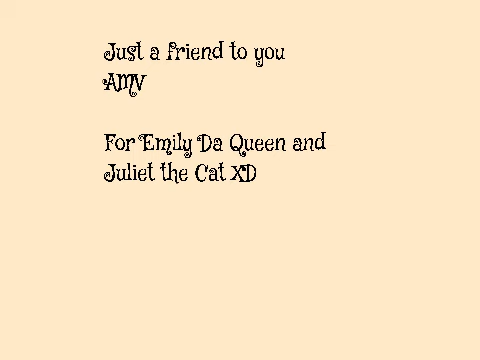 Just a friend to you
AMV
For Emily Da Queen and
Juliet the Cat XD